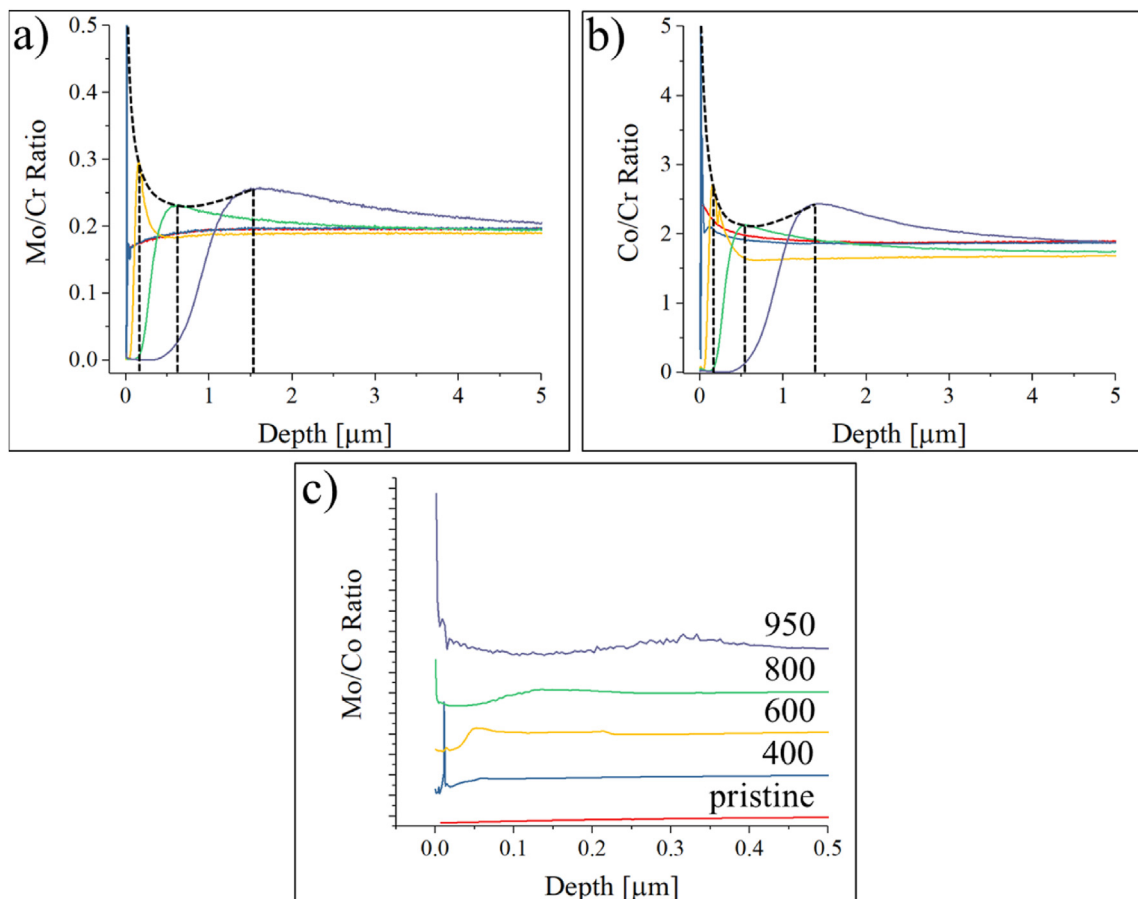 a)
0.5
0.4
0.3
0.2
0.1
0.0
Mo/Cr Ratio
0 1 2 3 4 5
Depth [µm]
b)
5
4
3
2
1
0
Co/Cr Ratio
0 1 2 3 4 5
Depth [µm]
c)
Mo/Co Ratio
950
800
600
400
pristine
0.0 0.1 0.2 0.3 0.4 0.5
Depth [µm]